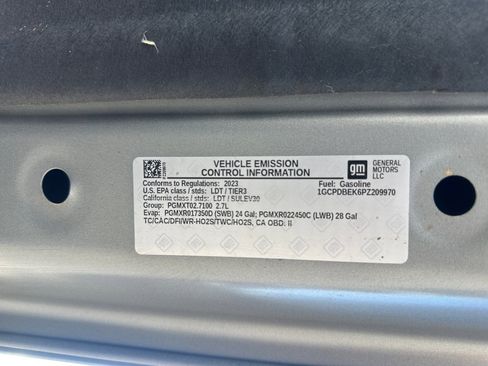 VEHICLE EMISSION
CONTROL INFORMATION
gm
GENERAL
MOTORS
LLC
Conforms to Regulations: 2023
Fuel: Gasoline
U.S. EPA class / stds: LDT / TIER3
1GCPDBEK6PZ209970
California class / stds: LDT / SULEV30
Group: PGMXT02.7100 2.7L
Evap: PGMXR017350D (SWB) 24 Gal; PGMXR022450C (LWB) 28 Gal
TC/CAC/DFI/WR-HO2S/TWC/HO2S, CA OBD: II